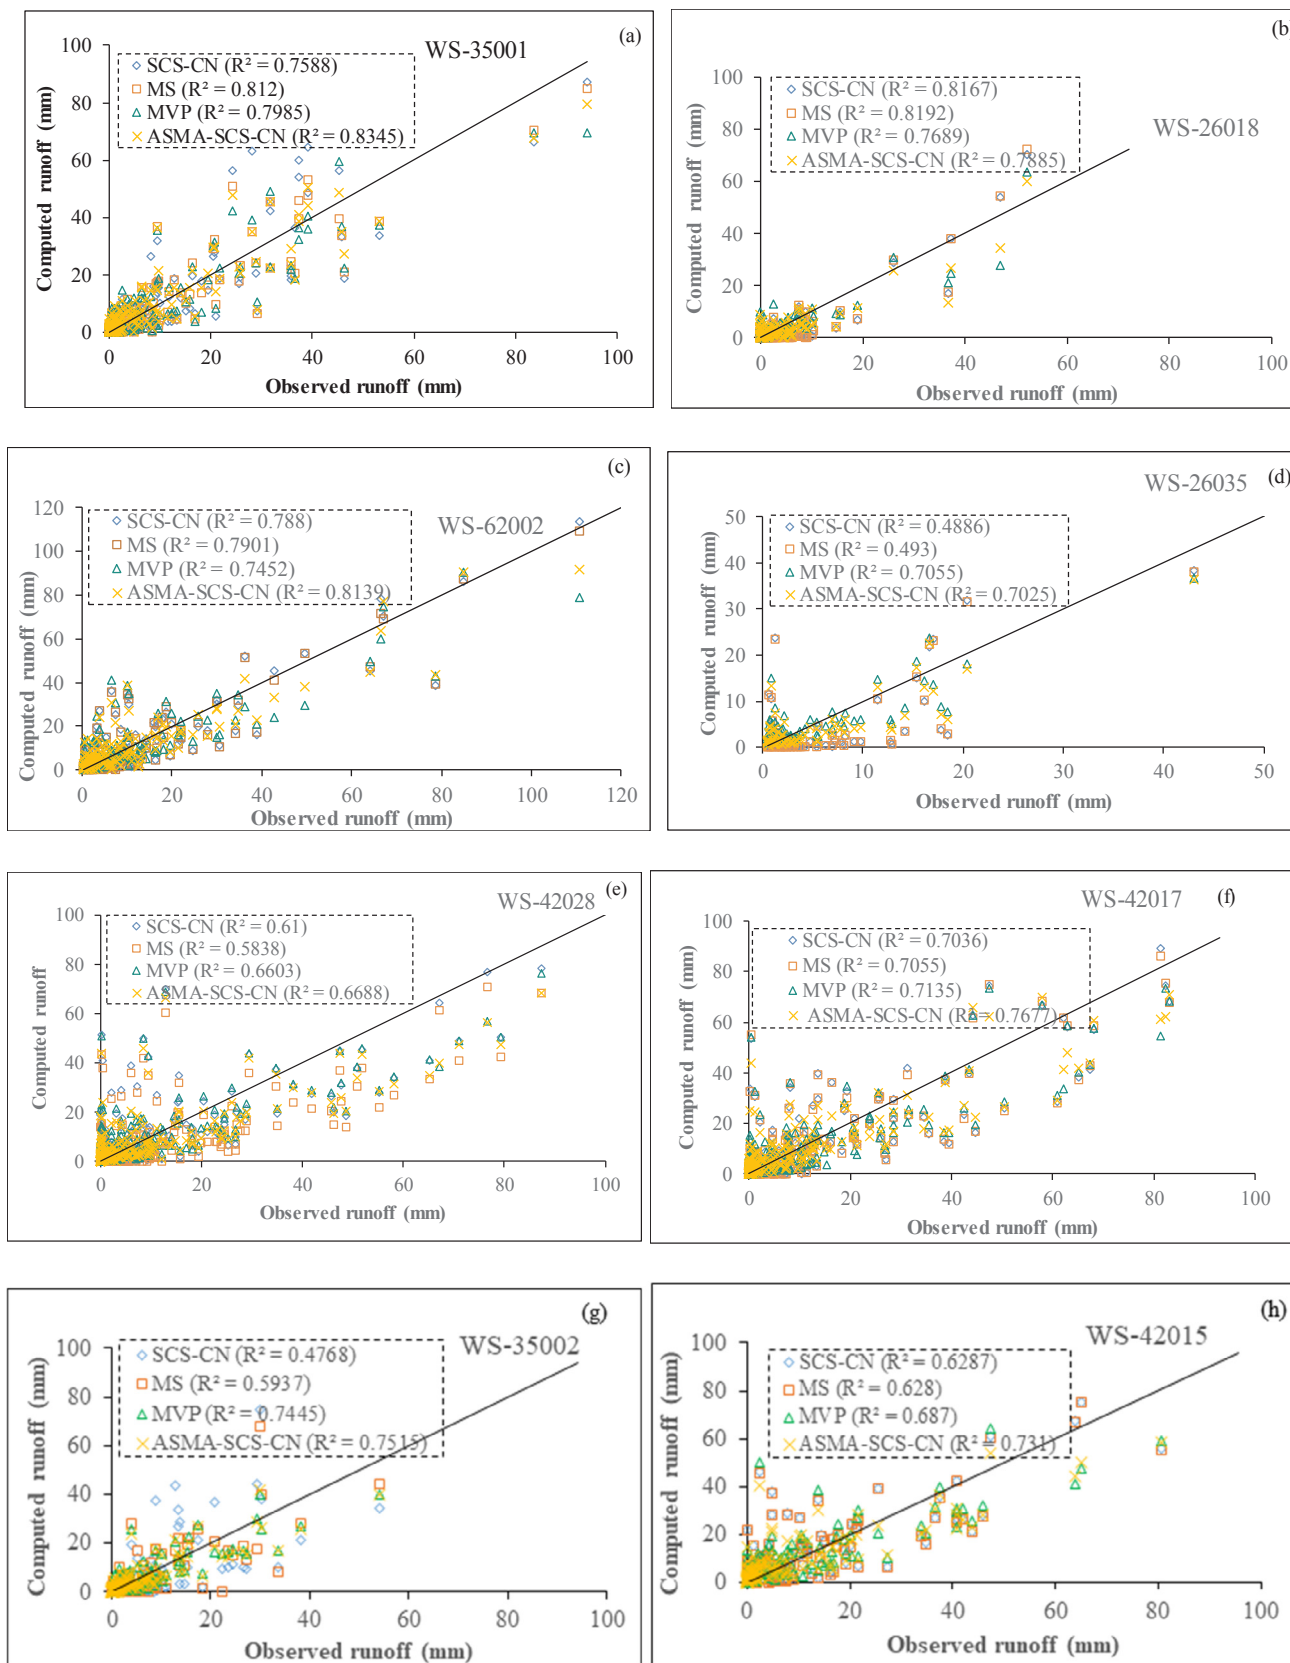 (a)
WS-35001
SCS-CN (R² = 0.7588)
MS (R² = 0.812)
MVP (R² = 0.7985)
ASMA-SCS-CN (R² = 0.8345)
Computed runoff (mm)
100
80
60
40
20
0
0 20 40 60 80 100
Observed runoff (mm)
(b)
WS-26018
SCS-CN (R² = 0.8167)
MS (R² = 0.8192)
MVP (R² = 0.7689)
ASMA-SCS-CN (R² = 0.7885)
Computed runoff (mm)
100
80
60
40
20
0
0 20 40 60 80 100
Observed runoff (mm)
(c)
WS-62002
SCS-CN (R² = 0.788)
MS (R² = 0.7901)
MVP (R² = 0.7452)
ASMA-SCS-CN (R² = 0.8139)
Computed runoff (mm)
120
100
80
60
40
20
0
0 20 40 60 80 100 120
Observed runoff (mm)
(d)
WS-26035
SCS-CN (R² = 0.4886)
MS (R² = 0.493)
MVP (R² = 0.7055)
ASMA-SCS-CN (R² = 0.7025)
Computed runoff (mm)
50
40
30
20
10
0
0 10 20 30 40 50
Observed runoff (mm)
(e)
WS-42028
SCS-CN (R² = 0.61)
MS (R² = 0.5838)
MVP (R² = 0.6603)
ASMA-SCS-CN (R² = 0.6688)
Computed runoff
100
80
60
40
20
0
0 20 40 60 80 100
Observed runoff (mm)
(f)
WS-42017
SCS-CN (R² = 0.7036)
MS (R² = 0.7055)
MVP (R² = 0.7135)
ASMA-SCS-CN (R² = 0.7677)
Computed runoff (mm)
100
80
60
40
20
0
0 20 40 60 80 100
Observed runoff (mm)
(g)
WS-35002
SCS-CN (R² = 0.4768)
MS (R² = 0.5937)
MVP (R² = 0.7445)
ASMA-SCS-CN (R² = 0.7515)
Computed runoff (mm)
100
80
60
40
20
0
0 20 40 60 80 100
Observed runoff (mm)
(h)
WS-42015
SCS-CN (R² = 0.6287)
MS (R² = 0.628)
MVP (R² = 0.687)
ASMA-SCS-CN (R² = 0.731)
Computed runoff (mm)
100
80
60
40
20
0
0 20 40 60 80 100
Observed runoff (mm)